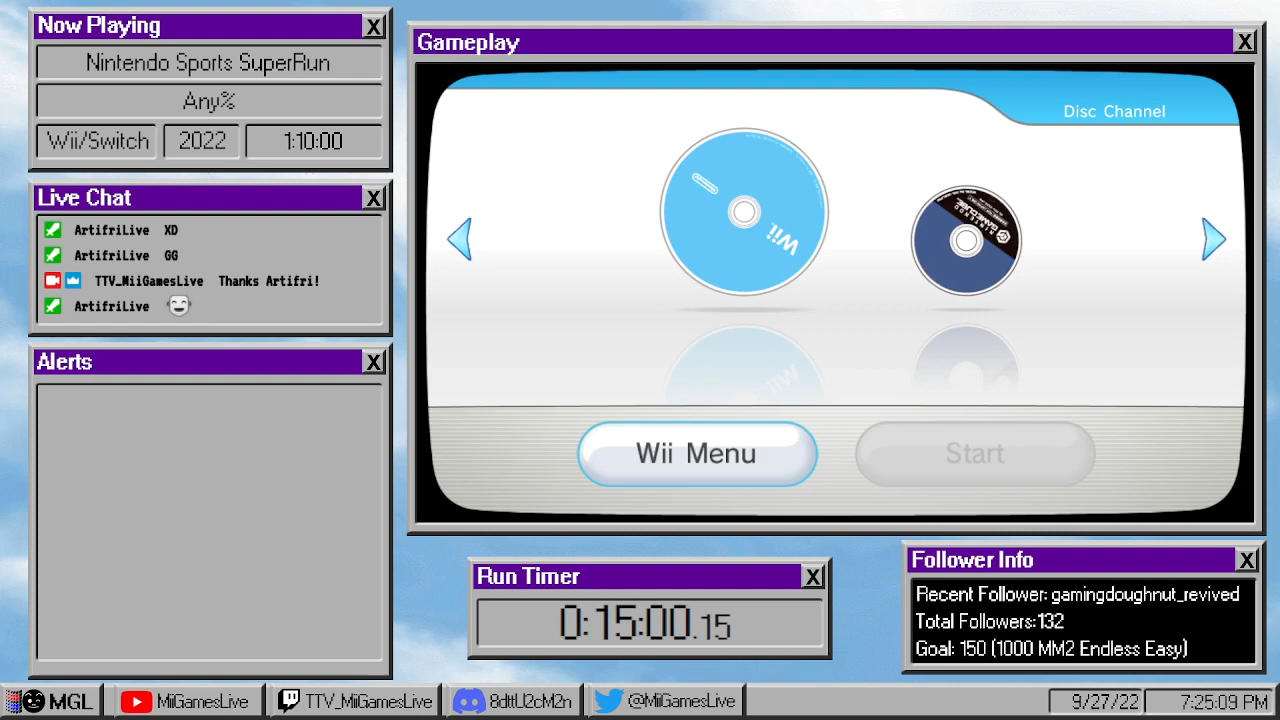 Now Playing X
Nintendo Sports SuperRun
Any%
Wii/Switch 2022 1:10:00
Live Chat X
ArtifriLive XD
ArtifriLive GG
TTV_MiiGamesLive Thanks Artifri!
ArtifriLive
Alerts X
Gameplay X
Disc Channel
Wii
NINTENDO
GAMECUBE
Wii Menu Start
Run Timer X
0:15:00.15
Follower Info X
Recent Follower: gamingdoughnut_revived
Total Followers:132
Goal: 150 (1000 MM2 Endless Easy)
MGL MiiGamesLive TTV_MiiGamesLive 8dttU2cM2n @MiiGamesLive 9/27/22 7:25:09 PM